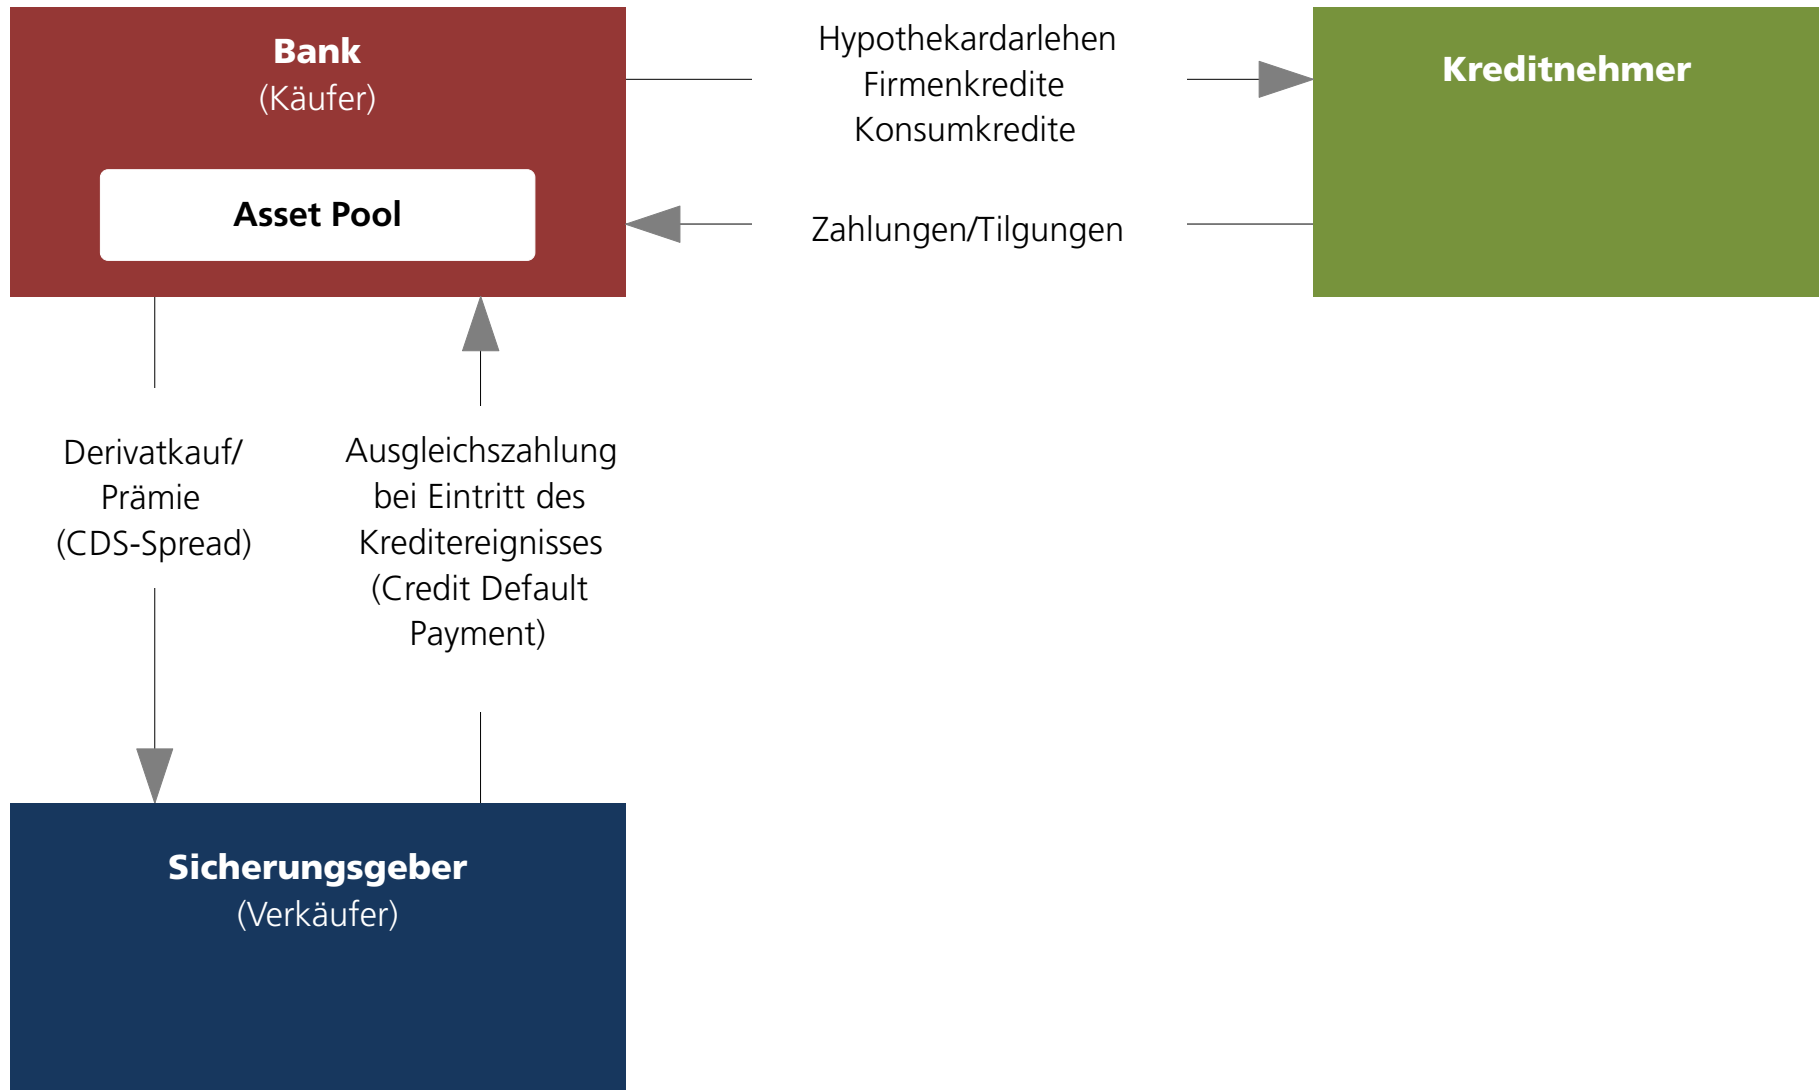 Bank
(Käufer)
Asset Pool
Hypothekardarlehen
Firmenkredite
Konsumkredite
Zahlungen/Tilgungen
Kreditnehmer
Derivatkauf/
Prämie
(CDS-Spread)
Ausgleichszahlung
bei Eintritt des
Kreditereignisses
(Credit Default
Payment)
Sicherungsgeber
(Verkäufer)